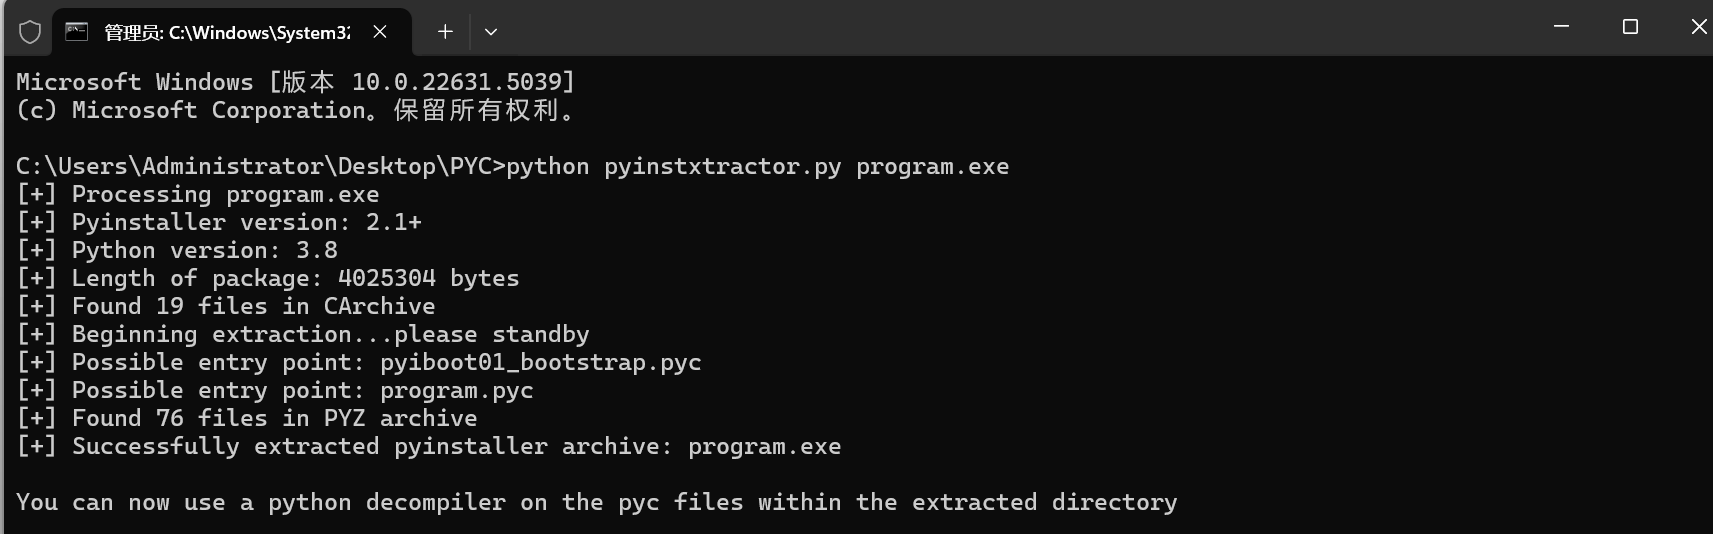 管理员: C:\Windows\System32
Microsoft Windows [版本 10.0.22631.5039]
(c) Microsoft Corporation。保留所有权利。
C:\Users\Administrator\Desktop\PYC>python pyinstxtractor.py program.exe
[+] Processing program.exe
[+] Pyinstaller version: 2.1+
[+] Python version: 3.8
[+] Length of package: 4025304 bytes
[+] Found 19 files in CArchive
[+] Beginning extraction...please standby
[+] Possible entry point: pyiboot01_bootstrap.pyc
[+] Possible entry point: program.pyc
[+] Found 76 files in PYZ archive
[+] Successfully extracted pyinstaller archive: program.exe
You can now use a python decompiler on the pyc files within the extracted directory